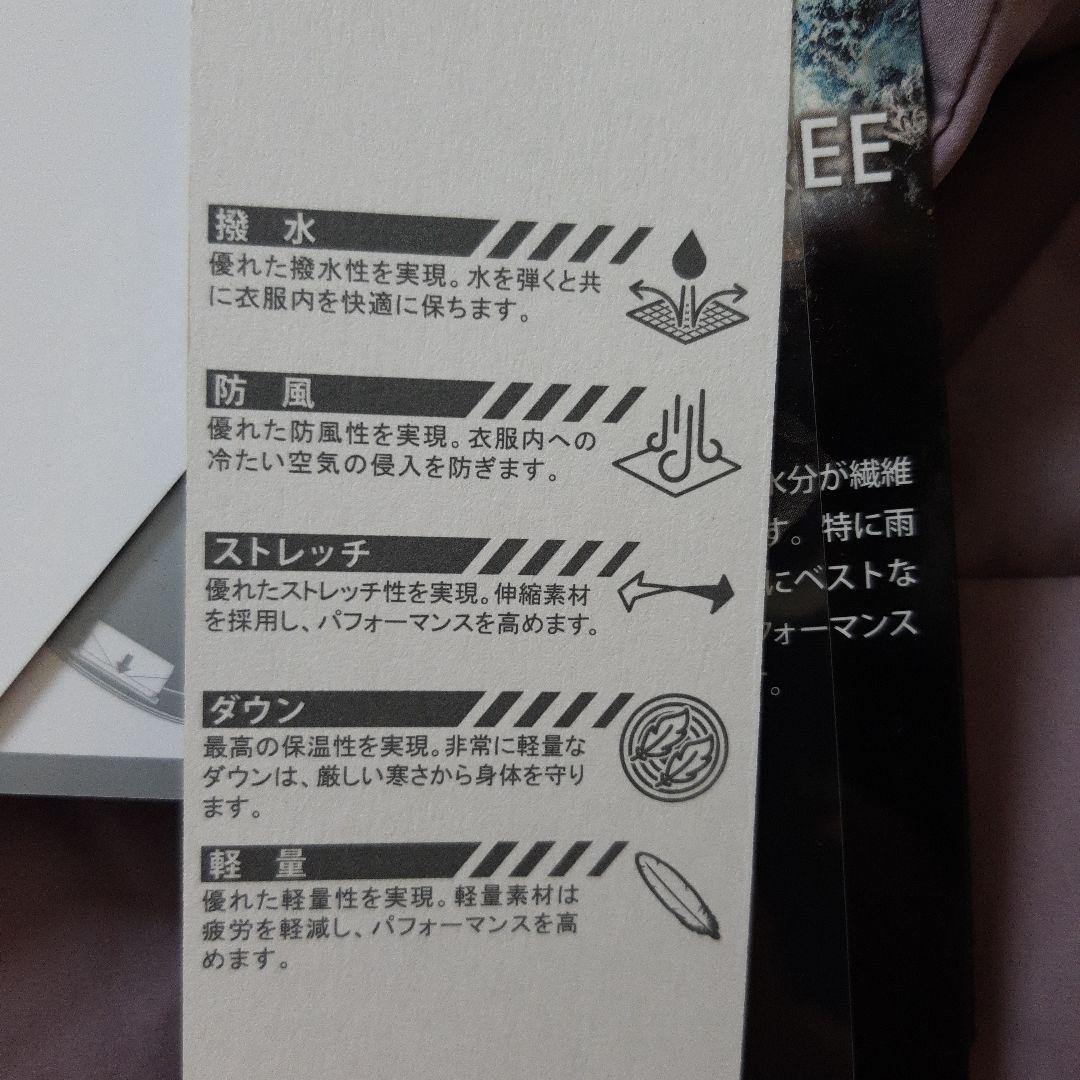 撥 水
優れた撥水性を実現。水を弾くと共
に衣服内を快適に保ちます。
防 風
優れた防風性を実現。衣服内への
冷たい空気の侵入を防ぎます。
ストレッチ
優れたストレッチ性を実現。伸縮素材
を採用し、パフォーマンスを高めます。
ダウン
最高の保温性を実現。非常に軽量な
ダウンは、厳しい寒さから身体を守り
ます。
軽 量
優れた軽量性を実現。軽量素材は
疲労を軽減し、パフォーマンスを高
めます。
EE
水分が繊維
す。特に雨
にベストな
フォーマンス
。